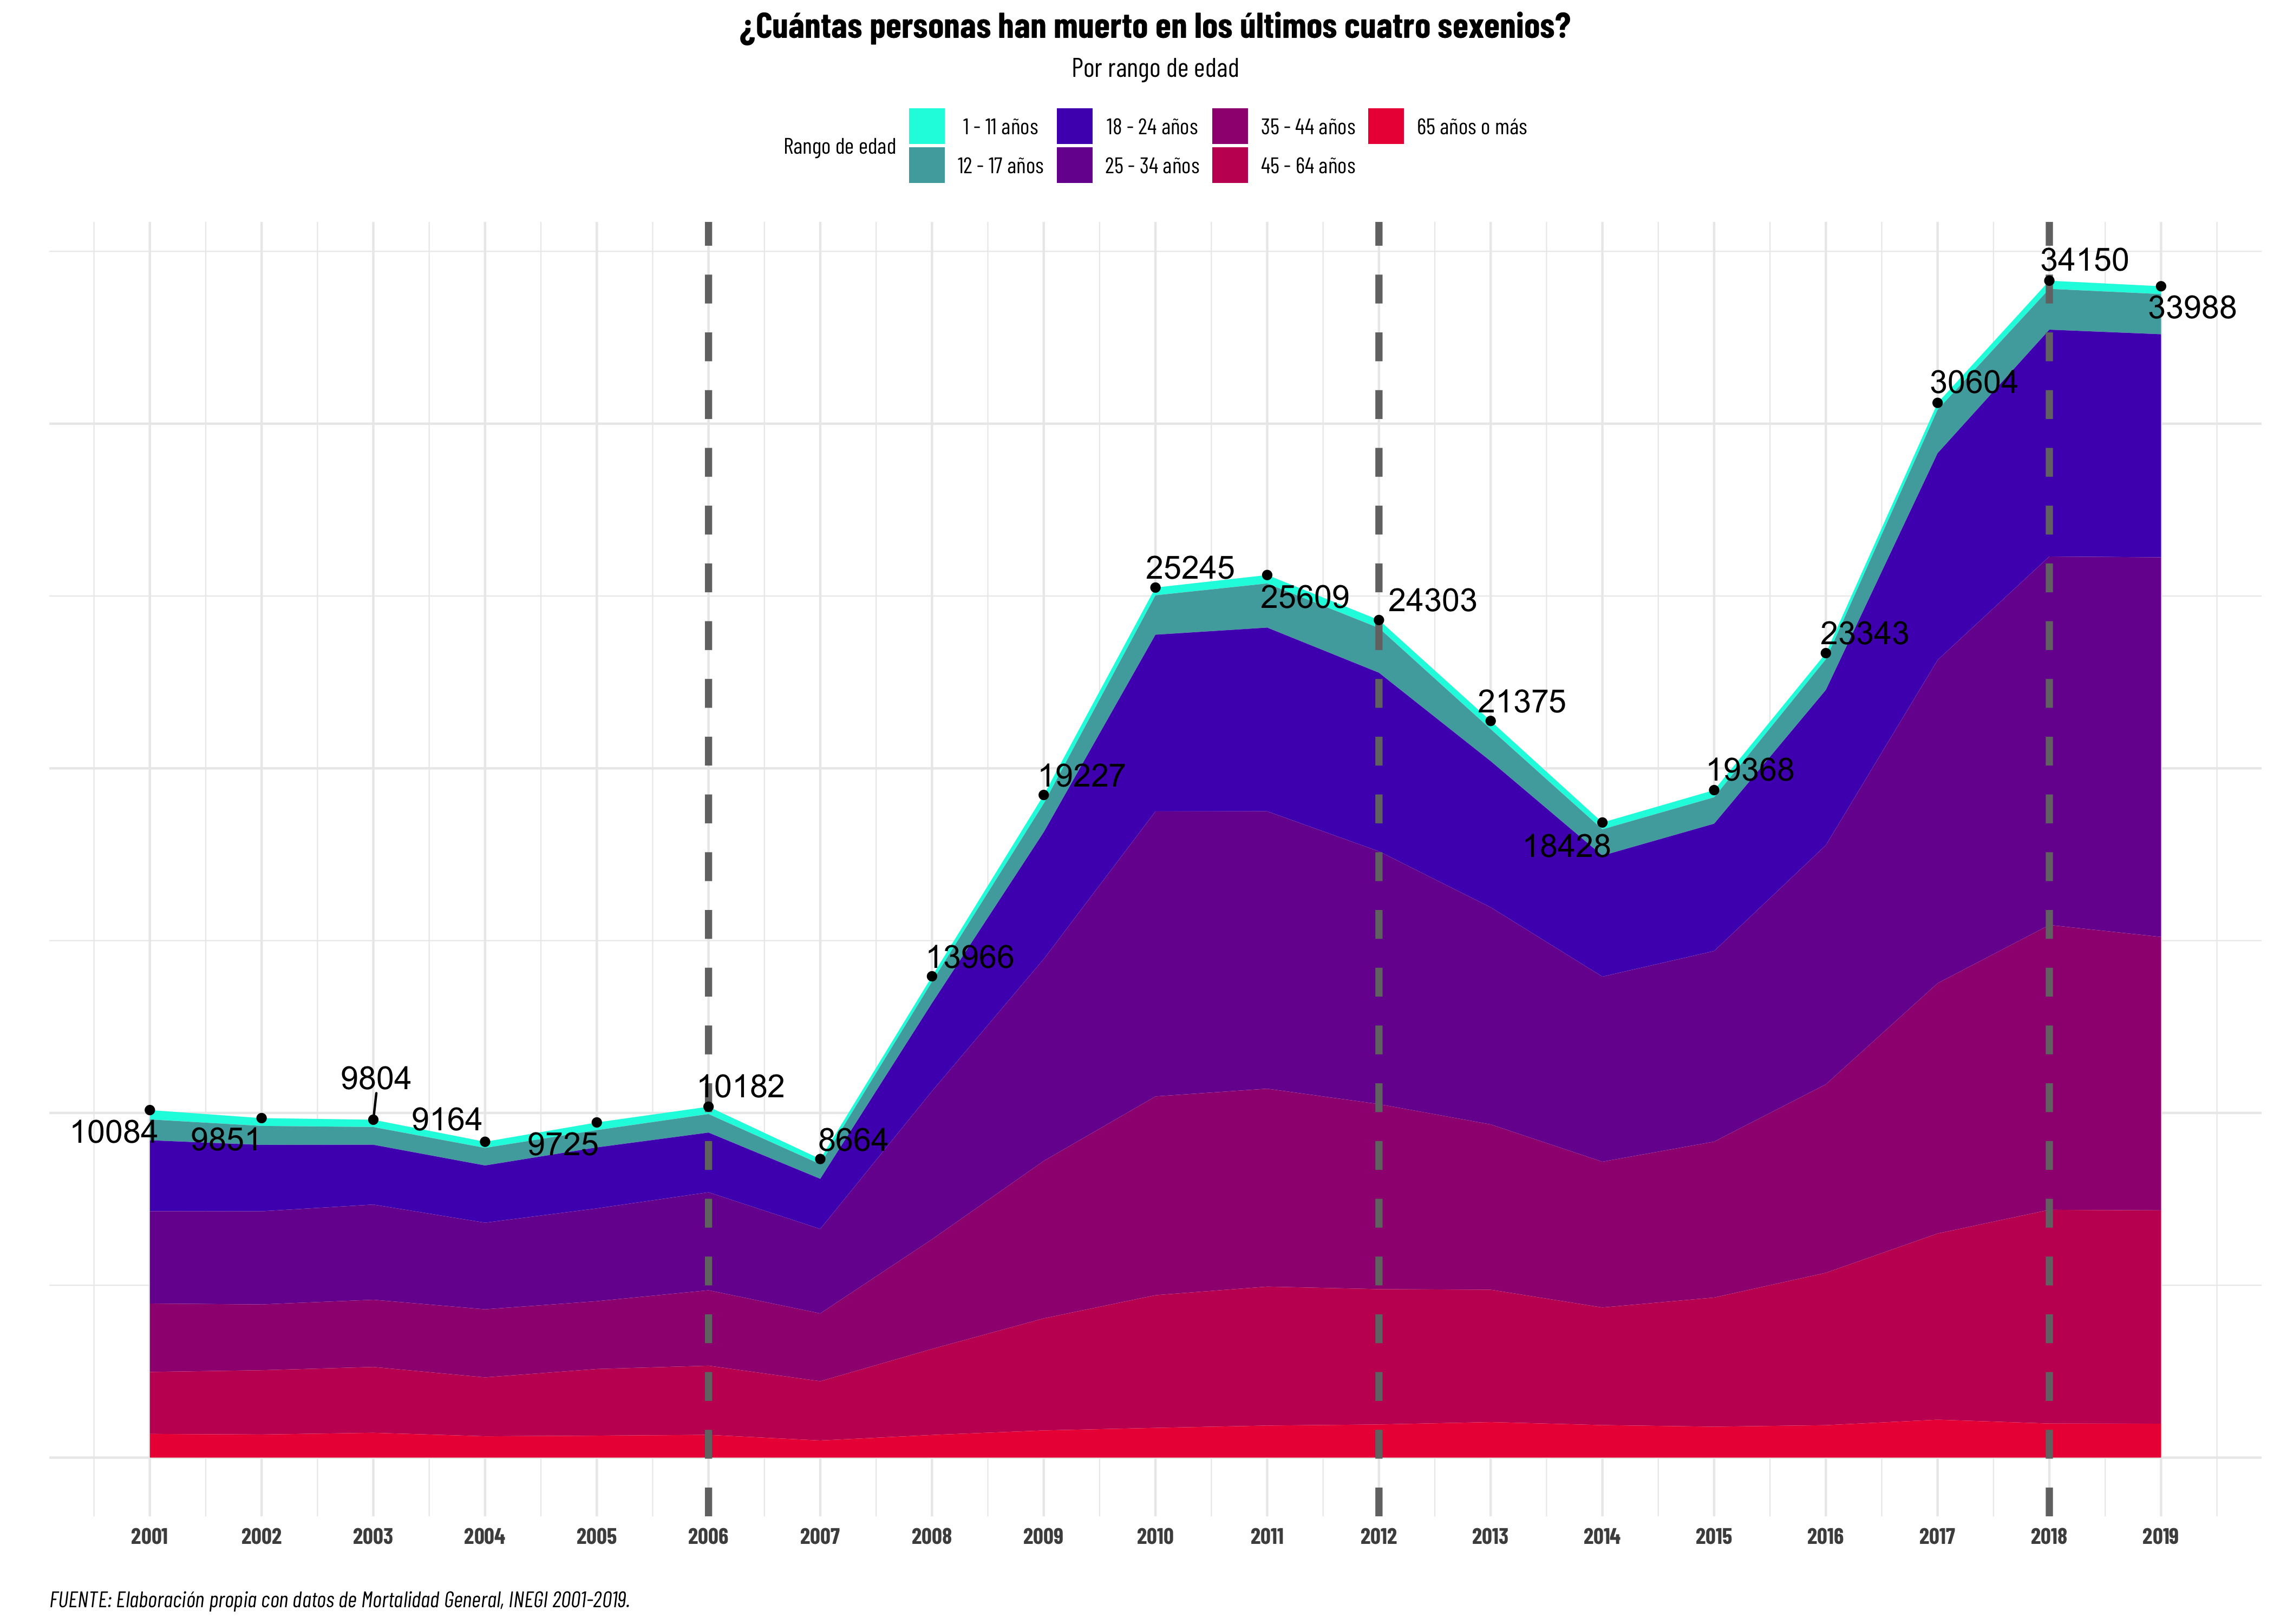 ¿Cuántas personas han muerto en los últimos cuatro sexenios?
Por rango de edad
Rango de edad
1 - 11 años
18 - 24 años
35 - 44 años
65 años o más
12 - 17 años
25 - 34 años
45 - 64 años
34150
33988
30604
25245
25609
24303
23343
21375
19227
19368
18428
13966
9804
10182
10084
9851
9164
9725
8664
2001 2002 2003 2004 2005 2006 2007 2008 2009 2010 2011 2012 2013 2014 2015 2016 2017 2018 2019
FUENTE: Elaboración propia con datos de Mortalidad General, INEGI 2001-2019.